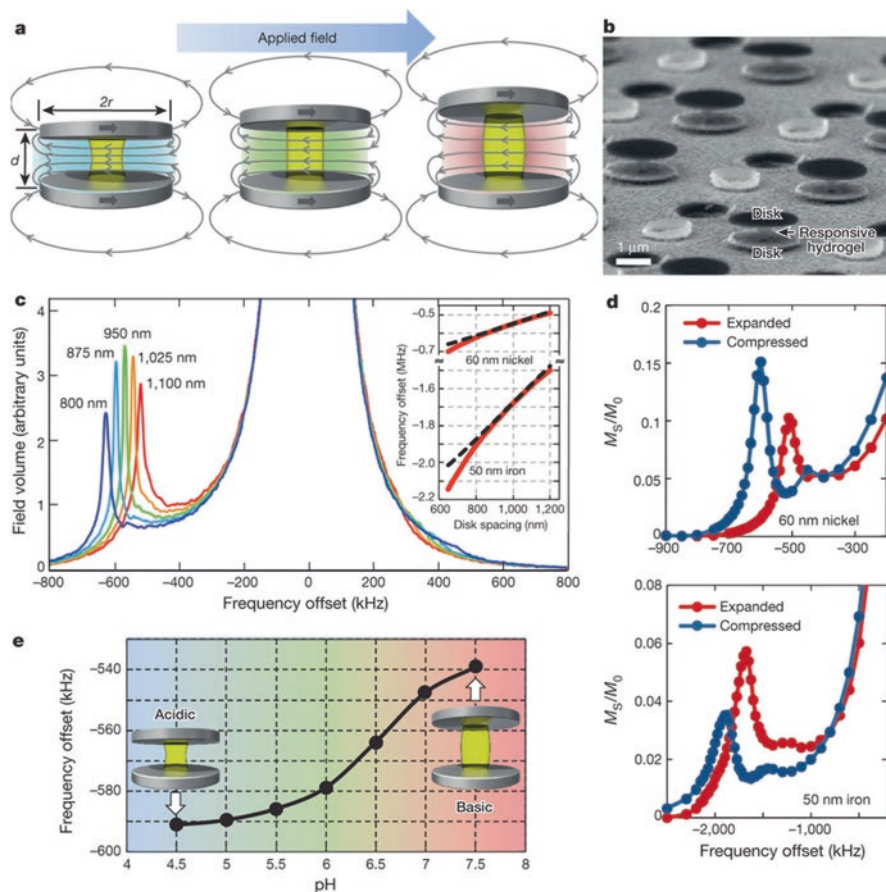 a
Applied field
2r
d
b
Disk
Responsive
hydrogel
Disk
1 μm
c
Field volume (arbitrary units)
4
3
2
1
0
800 nm
875 nm
950 nm
1,025 nm
1,100 nm
−800
−600
−400
−200
0
200
400
600
800
Frequency offset (kHz)
Frequency offset (MHz)
−0.5
−0.7
−1.6
−1.8
−2.0
−2.2
60 nm nickel
50 nm iron
600
800
1,000
1,200
Disk spacing (nm)
d
Expanded
Compressed
M_S/M_0
0.2
0.15
0.10
0.05
0
60 nm nickel
−900
−700
−500
−300
Expanded
Compressed
M_S/M_0
0.08
0.06
0.04
0.02
0
50 nm iron
−2,000
−1,000
Frequency offset (kHz)
e
Frequency offset (kHz)
−540
−560
−580
−600
Acidic
Basic
4
4.5
5
5.5
6
6.5
7
7.5
8
pH